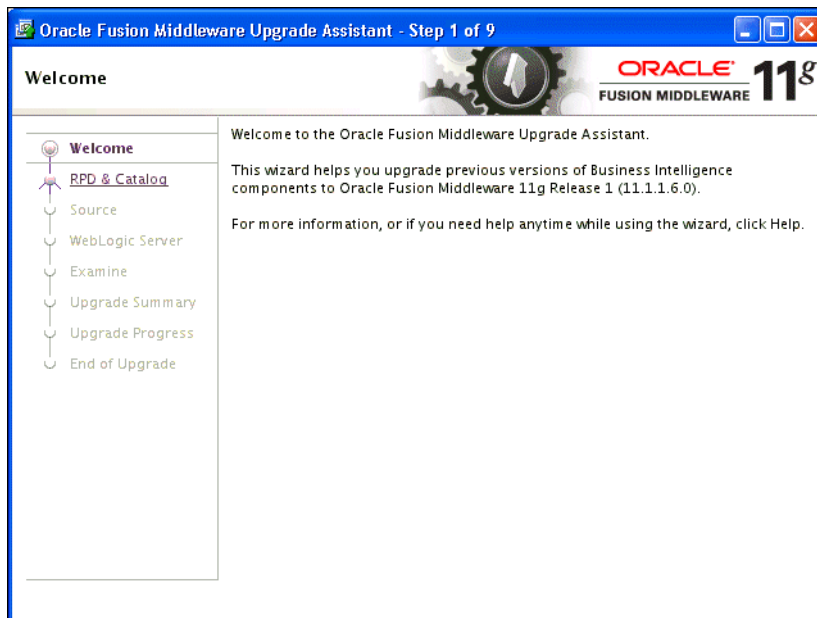 Oracle Fusion Middleware Upgrade Assistant - Step 1 of 9
Welcome
ORACLE
FUSION MIDDLEWARE
11g
Welcome
RPD & Catalog
Source
WebLogic Server
Examine
Upgrade Summary
Upgrade Progress
End of Upgrade
Welcome to the Oracle Fusion Middleware Upgrade Assistant.
This wizard helps you upgrade previous versions of Business Intelligence
components to Oracle Fusion Middleware 11g Release 1 (11.1.1.6.0).
For more information, or if you need help anytime while using the wizard, click Help.